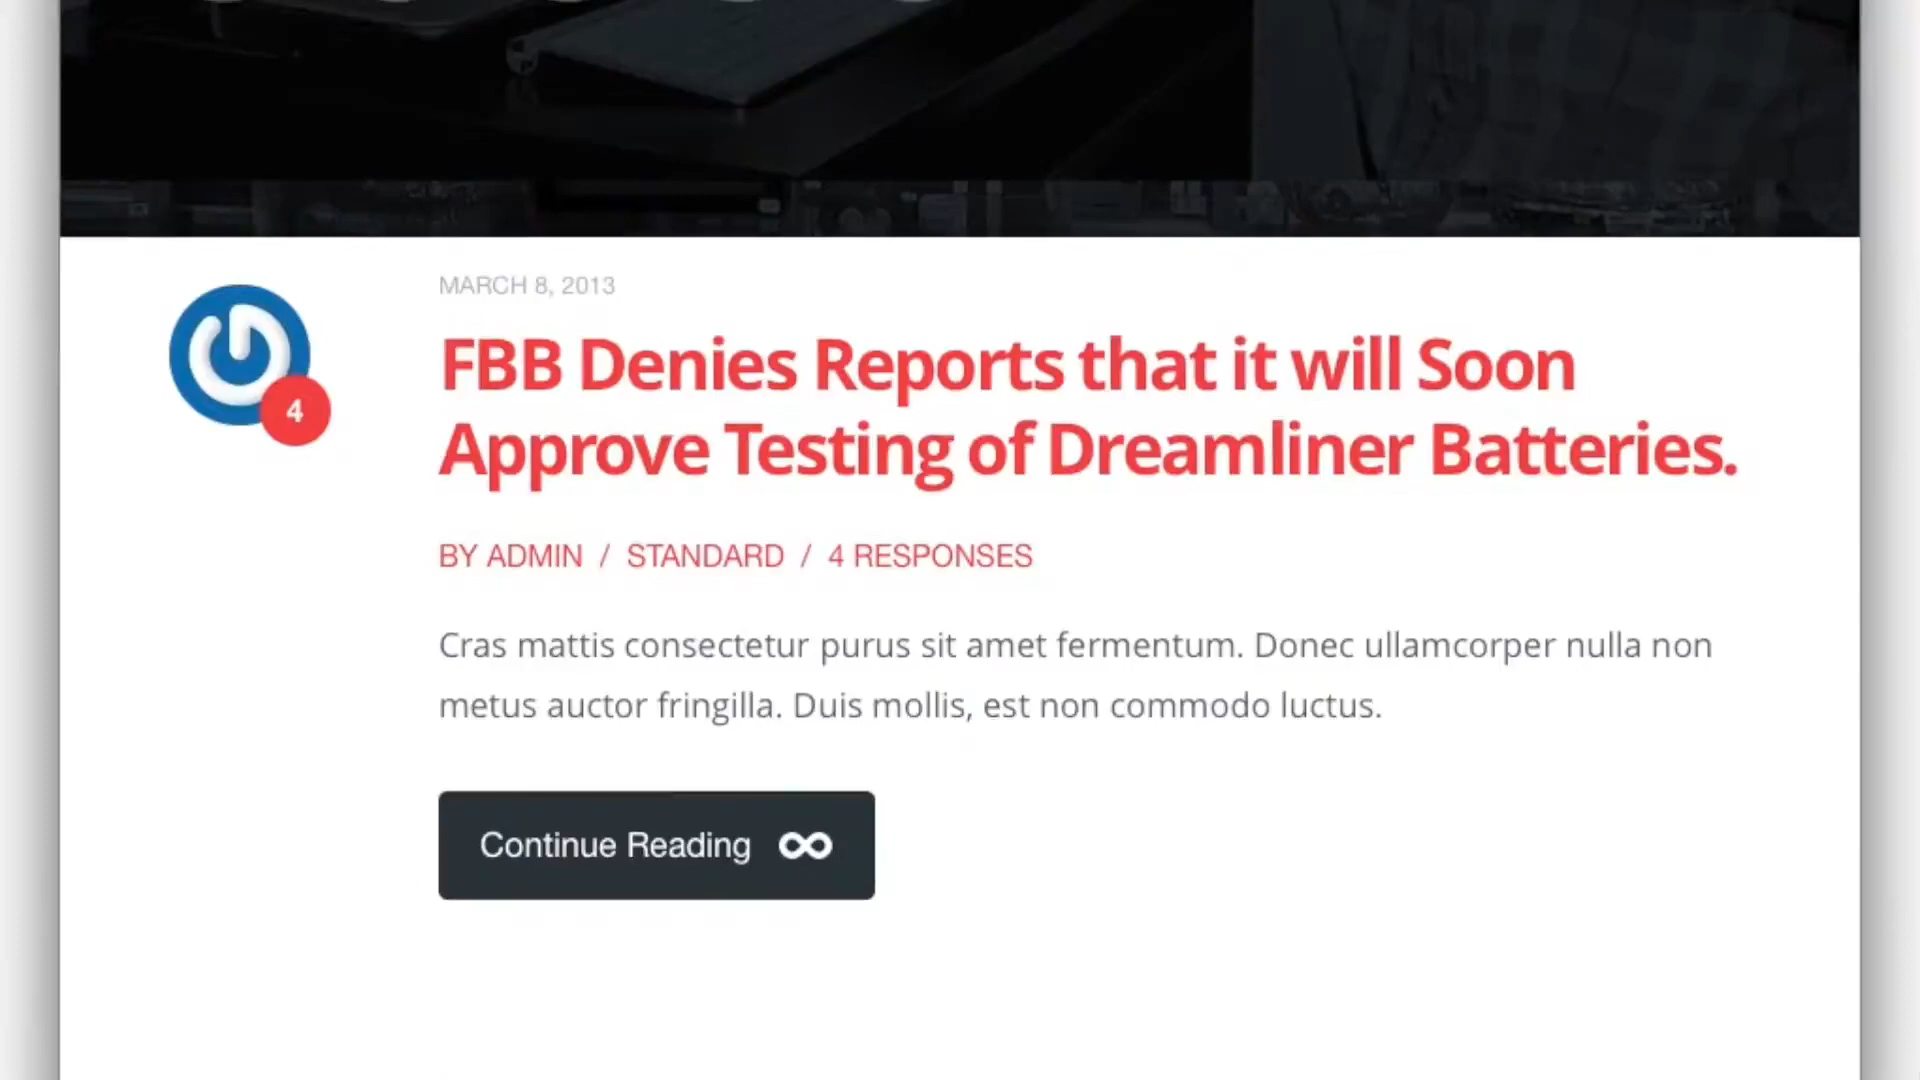 MARCH 8, 2013
FBB Denies Reports that it will Soon
Approve Testing of Dreamliner Batteries.
4
BY ADMIN / STANDARD / 4 RESPONSES
Cras mattis consectetur purus sit amet fermentum. Donec ullamcorper nulla non
metus auctor fringilla. Duis mollis, est non commodo luctus.
Continue Reading